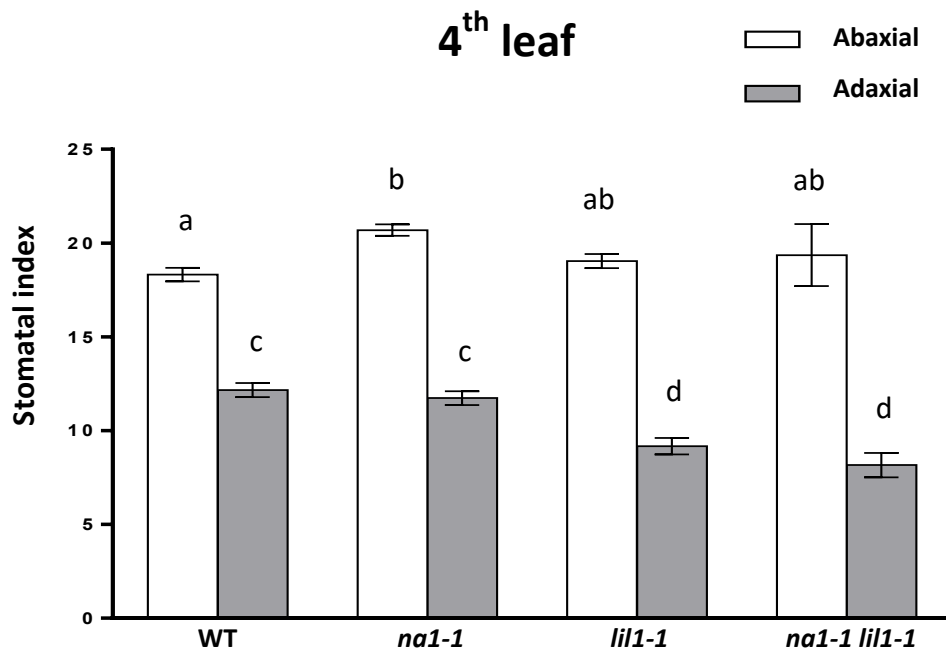 4th leaf
Abaxial
Adaxial
Stomatal index
25
20
15
10
5
0
a
c
b
c
ab
d
ab
d
WT
na1-1
lil1-1
na1-1 lil1-1